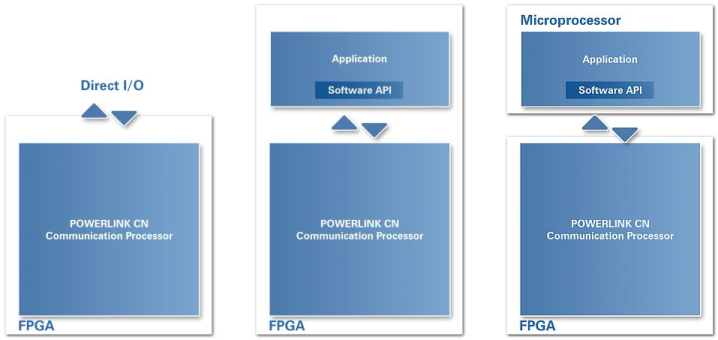 Direct I/O
POWERLINK CN
Communication Processor
FPGA
Application
Software API
POWERLINK CN
Communication Processor
FPGA
Microprocessor
Application
Software API
POWERLINK CN
Communication Processor
FPGA